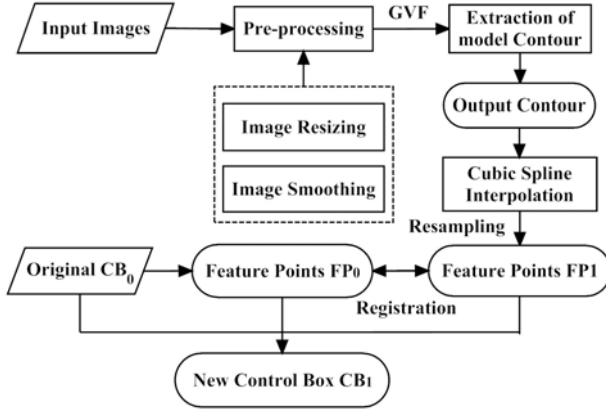 Input Images
Pre-processing
GVF
Extraction of
model Contour
Image Resizing
Image Smoothing
Output Contour
Cubic Spline
Interpolation
Resampling
Original CB₀
Feature Points FP₀
Feature Points FP1
Registration
New Control Box CB₁